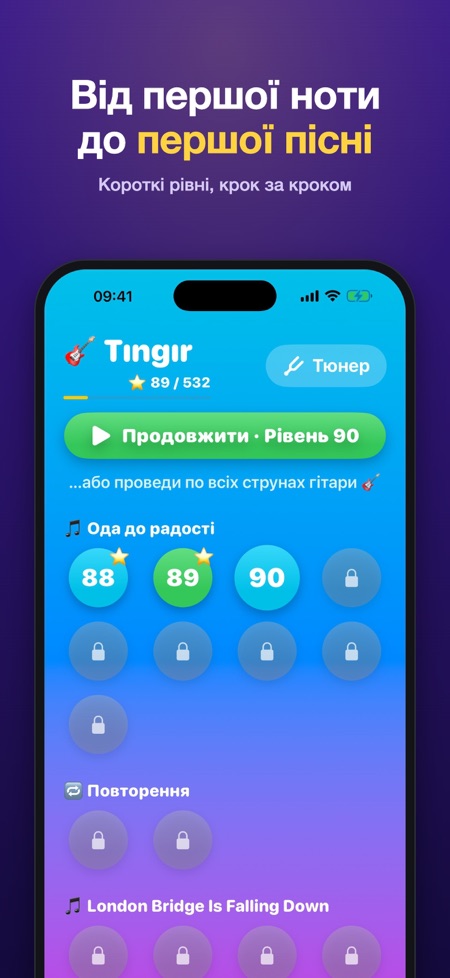 Від першої ноти
до першої пісні
Короткі рівні, крок за кроком
09:41
Tıngır
89 / 532
Тюнер
Продовжити · Рівень 90
...або проведи по всіх струнах гітари
Ода до радості
88 89 90
Повторення
London Bridge Is Falling Down